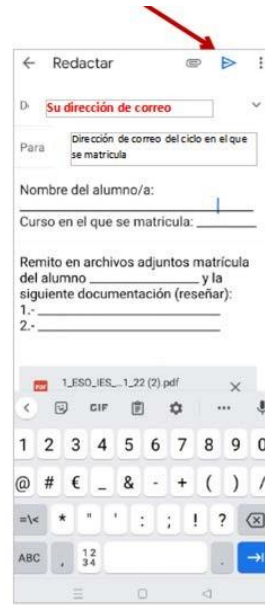 Redactar
D. Su dirección de correo
Para Dirección de correo del ciclo en el que
se matricula
Nombre del alumno/a:
Curso en el que se matricula:
Remito en archivos adjuntos matrícula
del alumno ____________ y la
siguiente documentación (reseñar):
1.-
2.-
PDF 1_ESO_IES_...1_22 (2).pdf
GIF
1 2 3 4 5 6 7 8 9 0
@ # € _ & - + ( ) /
=\< * " ' : ; ! ?
ABC , 12 .
34